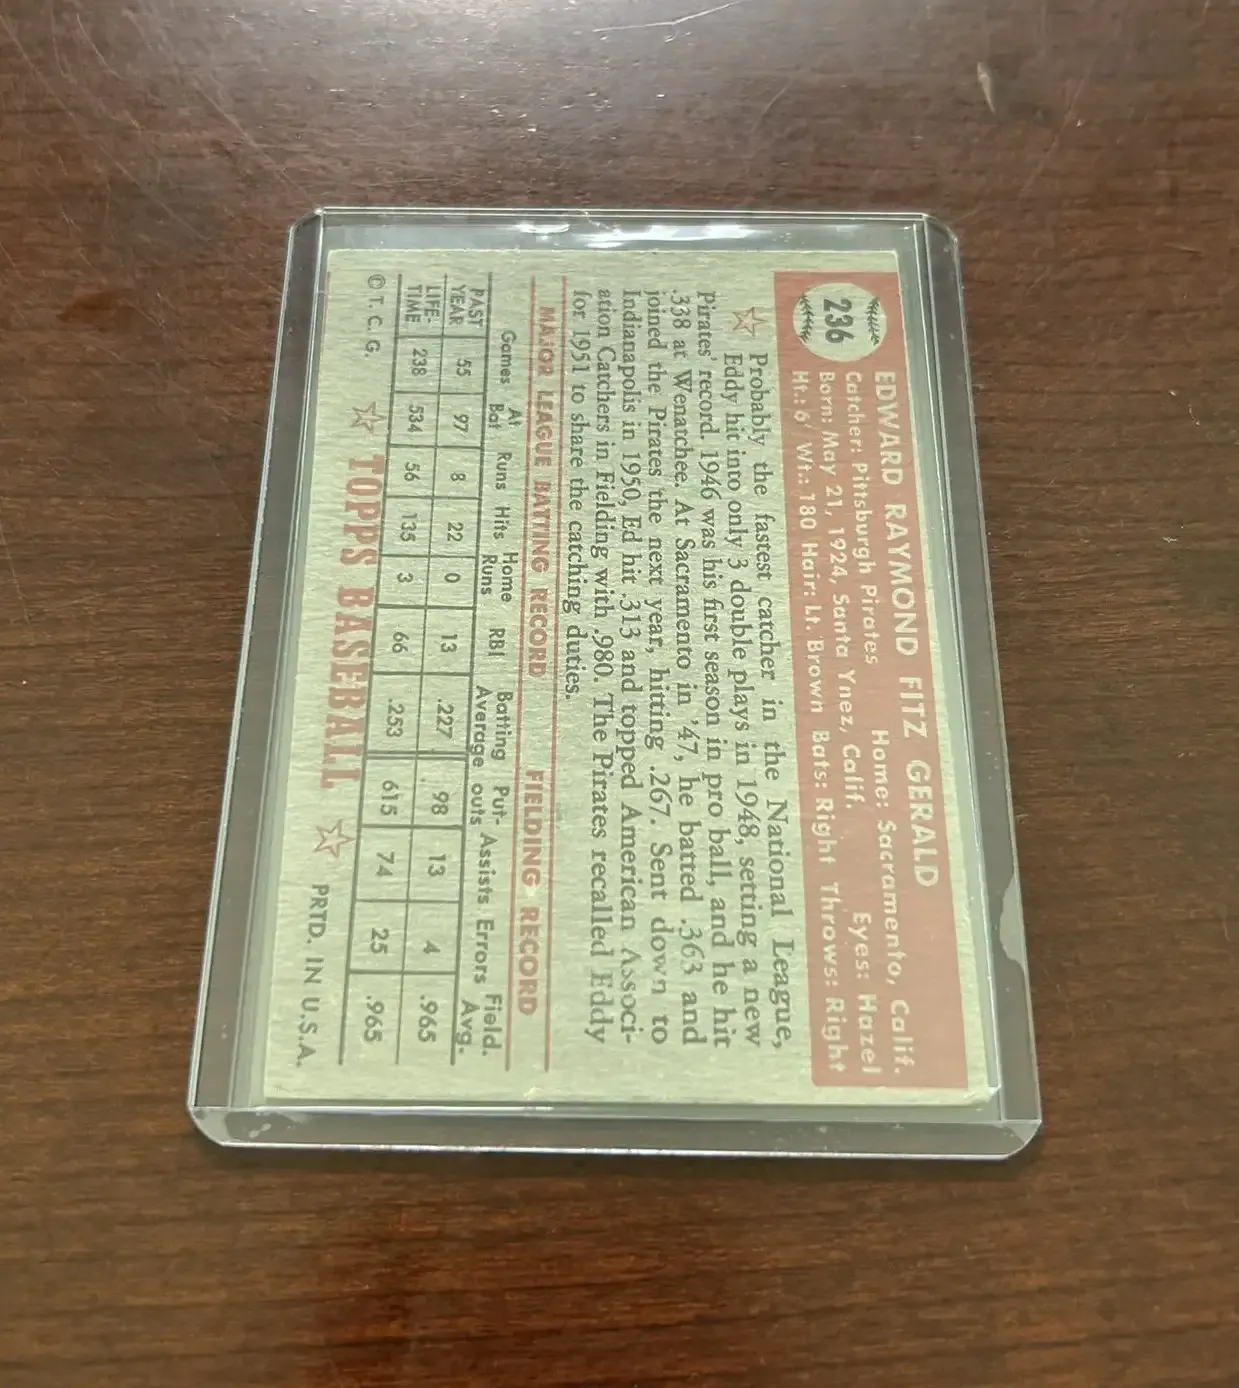 236
EDWARD RAYMOND FITZ GERALD
Catcher: Pittsburgh Pirates Home: Sacramento, Calif.
Born: May 21, 1924, Santa Ynez, Calif. Eyes: Hazel
Ht.: 6' Wt.: 180 Hair: Lt. Brown Bats: Right Throws: Right
Probably the fastest catcher in the National League,
Eddy hit into only 3 double plays in 1948, setting a new
Pirates' record. 1946 was his first season in pro ball, and he hit
.338 at Wenatchee. At Sacramento in '47, he batted .363 and
joined the Pirates the next year, hitting .267. Sent down to
Indianapolis in 1950, Ed hit .313 and topped American Associ-
ation Catchers in Fielding with .980. The Pirates recalled Eddy
for 1951 to share the catching duties.
MAJOR LEAGUE BATTING RECORD FIELDING RECORD
Games At Bat Runs Hits Home Runs RBI Batting Average Put-outs Assists Errors Field. Avg.
PAST YEAR 55 97 8 22 0 13 .227 98 13 4 .965
LIFE-TIME 238 534 56 135 3 66 .253 615 74 25 .965
© T. C. G. TOPPS BASEBALL PRTD. IN U.S.A.